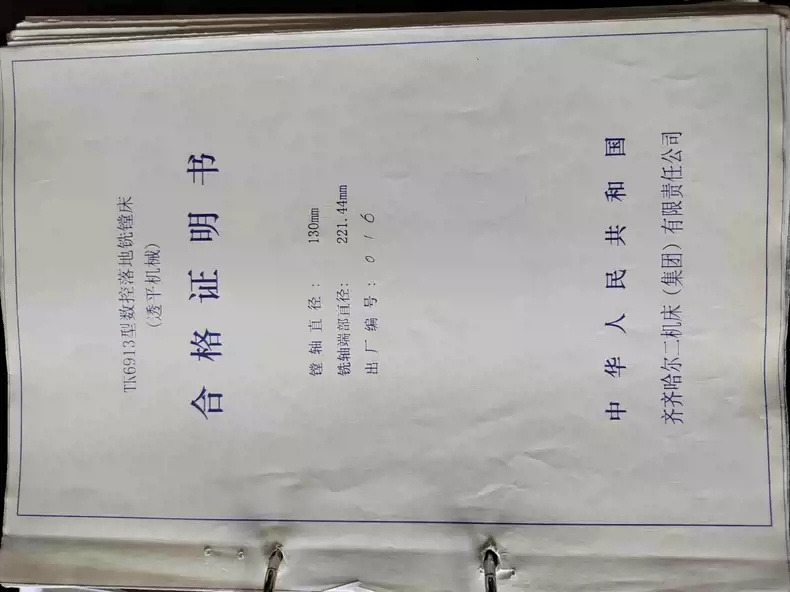 TK6913型数控落地铣镗床
(透平机械)
合格证明书
镗轴直径: 130mm
铣轴端部直径: 221.44mm
出厂编号: 016
中华人民共和国
齐齐哈尔二机床(集团)有限责任公司